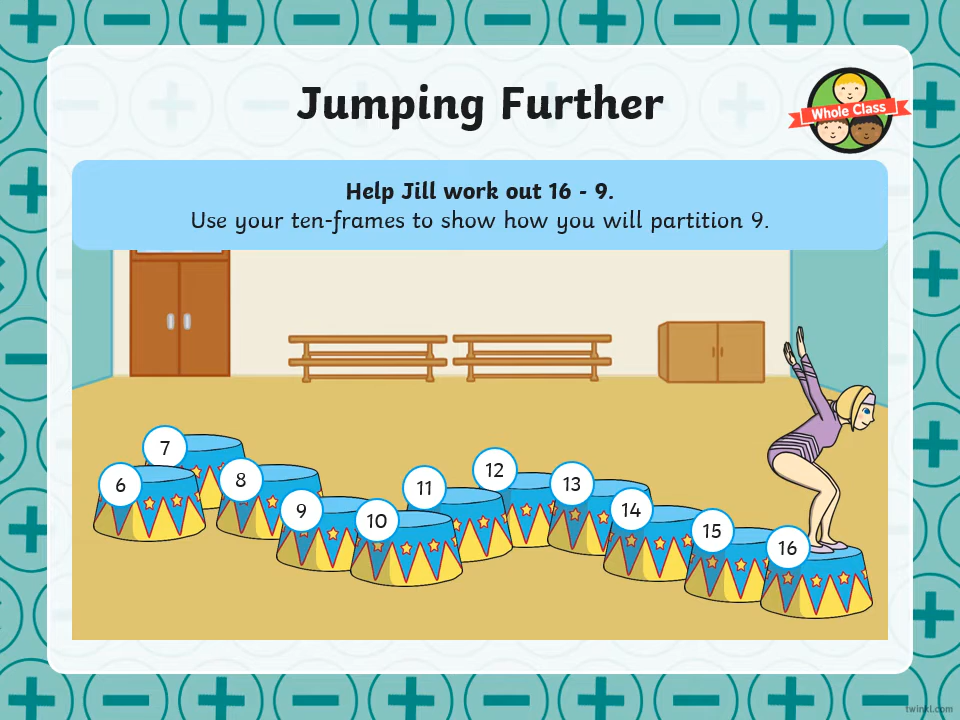 Jumping Further
Whole Class
Help Jill work out 16 - 9.
Use your ten-frames to show how you will partition 9.
7
6
8
9
10
11
12
13
14
15
16
twinkl.com